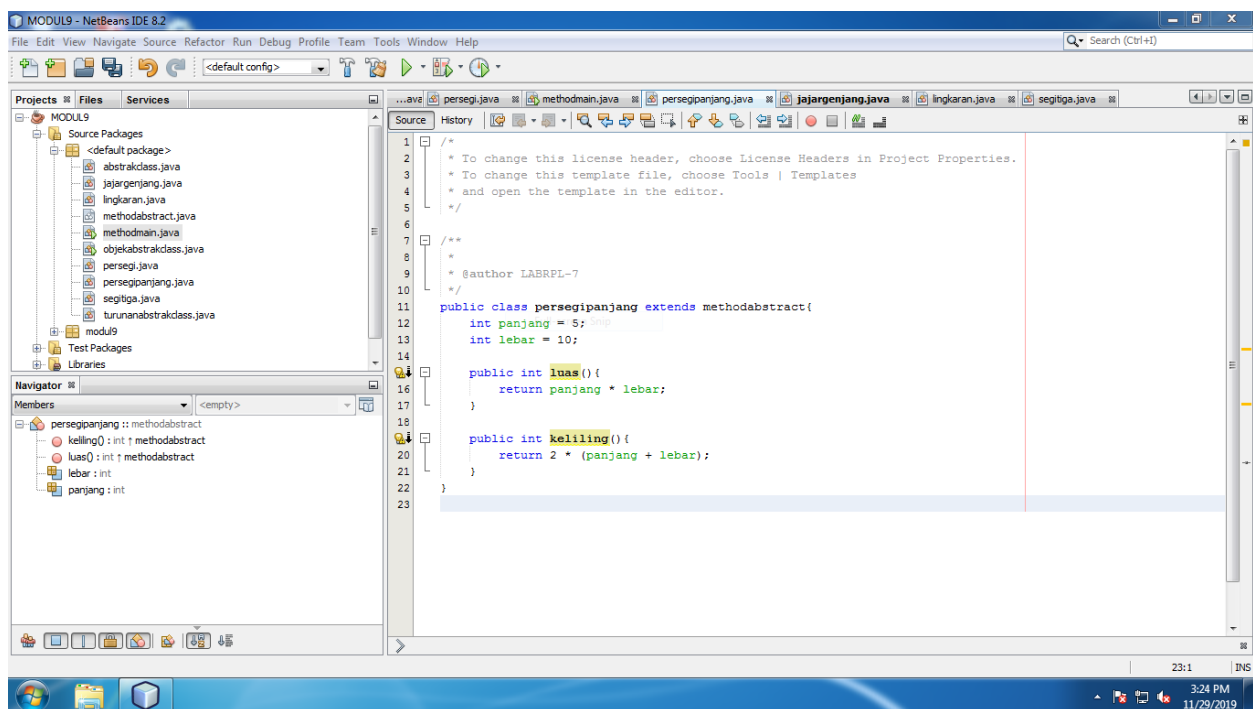 MODUL9 - NetBeans IDE 8.2
File Edit View Navigate Source Refactor Run Debug Profile Team Tools Window Help
Search (Ctrl+I)
<default config>
Projects Files Services
MODUL9
Source Packages
<default package>
abstrakclass.java
jajargenjang.java
lingkaran.java
methodabstract.java
methodmain.java
objekabstrakclass.java
persegi.java
persegipanjang.java
segitiga.java
turunanabstrakclass.java
modul9
Test Packages
Libraries
Navigator
Members <empty>
persegipanjang :: methodabstract
keliling() : int ↑ methodabstract
luas() : int ↑ methodabstract
lebar : int
panjang : int
...ava persegi.java methodmain.java persegipanjang.java jajargenjang.java lingkaran.java segitiga.java
Source History
1 /*
2 * To change this license header, choose License Headers in Project Properties.
3 * To change this template file, choose Tools | Templates
4 * and open the template in the editor.
5 */
6
7 /**
8 *
9 * @author LABRPL-7
10 */
11 public class persegipanjang extends methodabstract{
12 int panjang = 5;
13 int lebar = 10;
14
public int luas(){
16 return panjang * lebar;
17 }
18
public int keliling(){
20 return 2 * (panjang + lebar);
21 }
22 }
23
23:1 INS
3:24 PM
11/29/2019